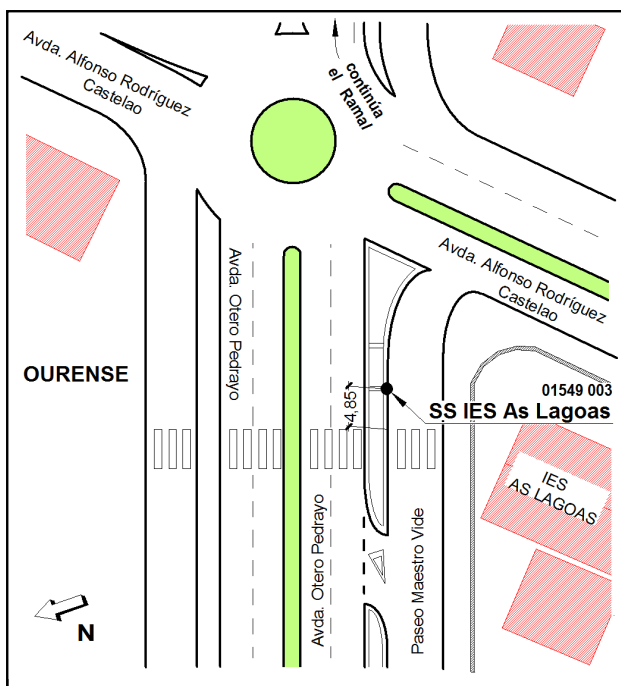 Avda. Alfonso Rodríguez
Castelao
continúa
el Ramal
Avda. Alfonso Rodríguez
Castelao
Avda. Otero Pedrayo
OURENSE
01549 003
SS IES As Lagoas
4,85
IES
AS LAGOAS
Avda. Otero Pedrayo
Paseo Maestro Vide
N